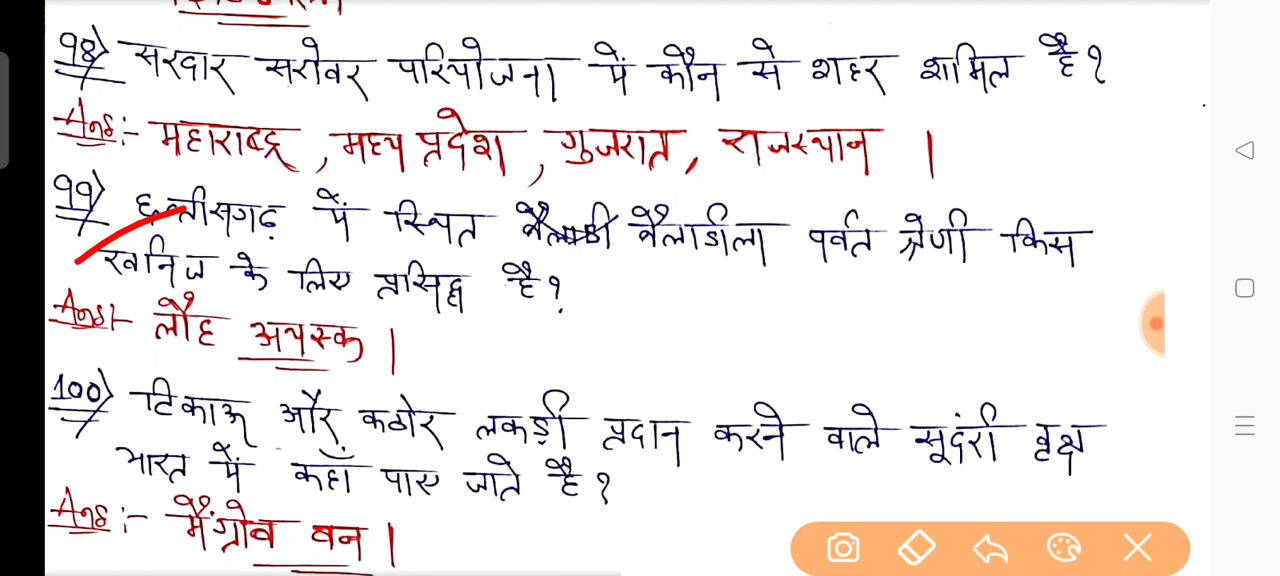 98) सरदार सरोवर परियोजना में कौन से शहर शामिल है?
Ans:- महाराष्ट्र, मध्य प्रदेश, गुजरात, राजस्थान ।
99) छत्तीसगढ़ में स्थित बैलाडीला पर्वत श्रेणी किस
खनिज के लिए प्रसिद्ध है?
Ans:- लौह अयस्क ।
100) टिकाऊ और कठोर लकड़ी प्रदान करने वाले सूदंरी वृक्ष
भारत में कहाँ पाए जाते है?
Ans:- मैंग्रोव वन ।